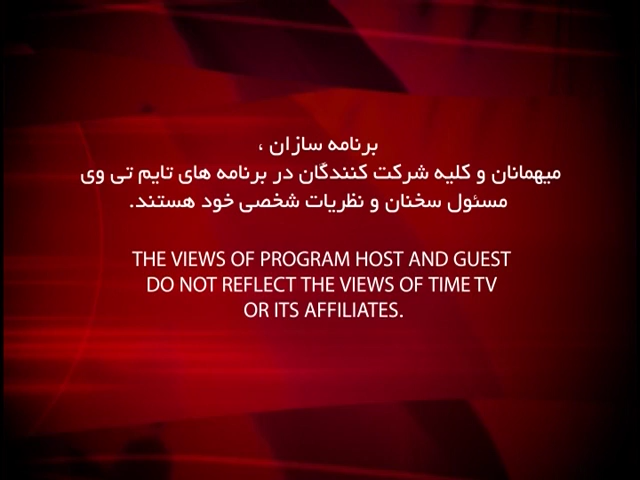 برنامه سازان ،
میهمانان و کلیه شرکت کنندگان در برنامه های تایم تی وی
مسئول سخنان و نظریات شخصی خود هستند.
THE VIEWS OF PROGRAM HOST AND GUEST
DO NOT REFLECT THE VIEWS OF TIME TV
OR ITS AFFILIATES.